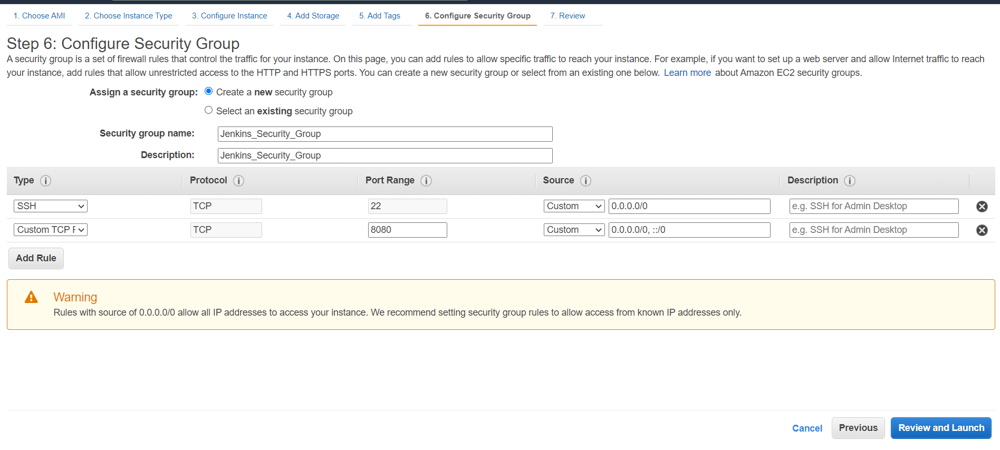 1. Choose AMI 2. Choose Instance Type 3. Configure Instance 4. Add Storage 5. Add Tags 6. Configure Security Group 7. Review
Step 6: Configure Security Group
A security group is a set of firewall rules that control the traffic for your instance. On this page, you can add rules to allow specific traffic to reach your instance. For example, if you want to set up a web server and allow Internet traffic to reach
your instance, add rules that allow unrestricted access to the HTTP and HTTPS ports. You can create a new security group or select from an existing one below. Learn more about Amazon EC2 security groups.
Assign a security group: Create a new security group
Select an existing security group
Security group name: Jenkins_Security_Group
Description: Jenkins_Security_Group
Type i Protocol i Port Range i Source i Description i
SSH TCP 22 Custom 0.0.0.0/0 e.g. SSH for Admin Desktop
Custom TCP F TCP 8080 Custom 0.0.0.0/0, ::/0 e.g. SSH for Admin Desktop
Add Rule
Warning
Rules with source of 0.0.0.0/0 allow all IP addresses to access your instance. We recommend setting security group rules to allow access from known IP addresses only.
Cancel Previous Review and Launch